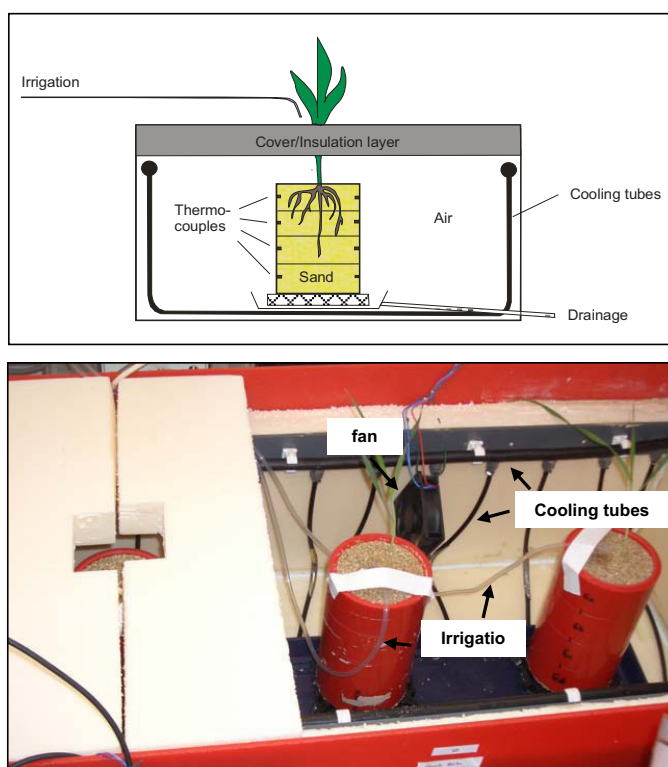 Irrigation
Cover/Insulation layer
Thermo-
couples
Air
Cooling tubes
Sand
Drainage
fan
Cooling tubes
Irrigatio